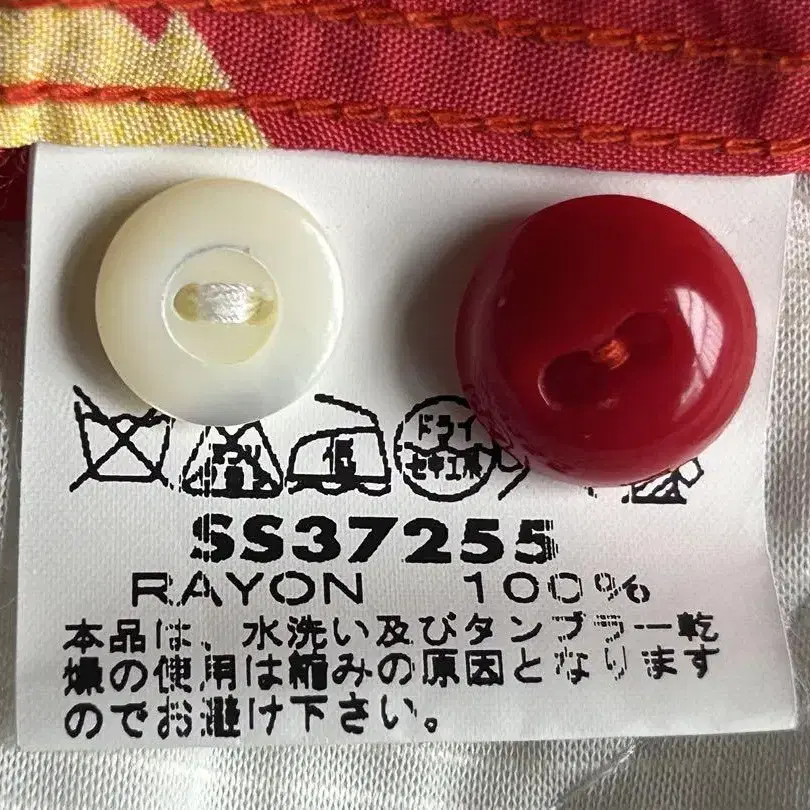 低
ドライ
セキユ系
SS37255
RAYON 100%
本品は、水洗い及びタンブラー乾
燥の使用は縮みの原因となります
のでお避け下さい。